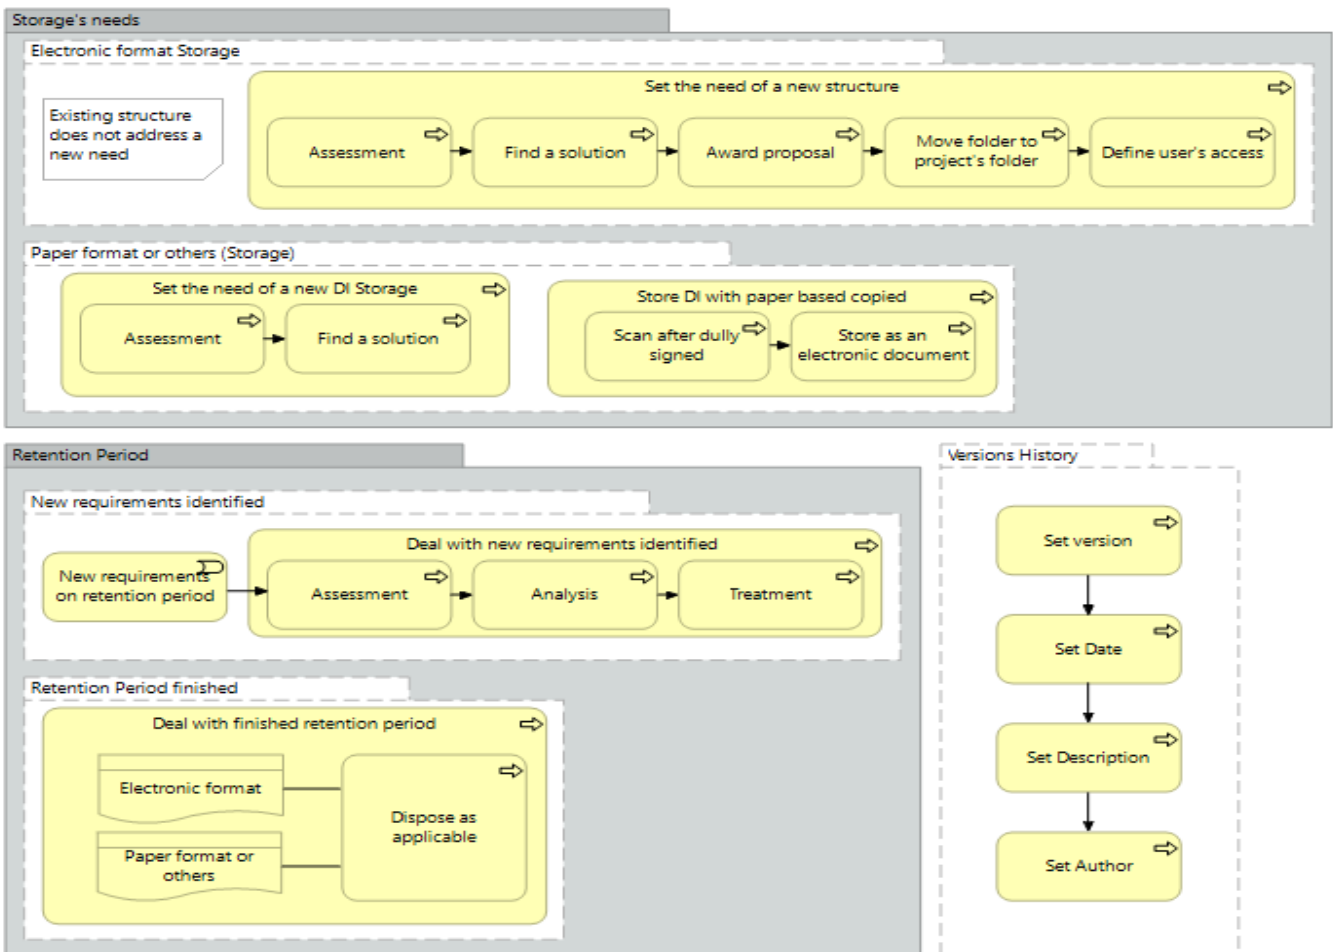 Storage's needs
Electronic format Storage
Existing structure
does not address a
new need
Set the need of a new structure
Assessment
Find a solution
Award proposal
Move folder to
project's folder
Define user's access
Paper format or others (Storage)
Set the need of a new DI Storage
Assessment
Find a solution
Store DI with paper based copied
Scan after dully
signed
Store as an
electronic document
Retention Period
New requirements identified
New requirements
on retention period
Deal with new requirements identified
Assessment
Analysis
Treatment
Retention Period finished
Deal with finished retention period
Electronic format
Paper format or
others
Dispose as
applicable
Versions History
Set version
Set Date
Set Description
Set Author